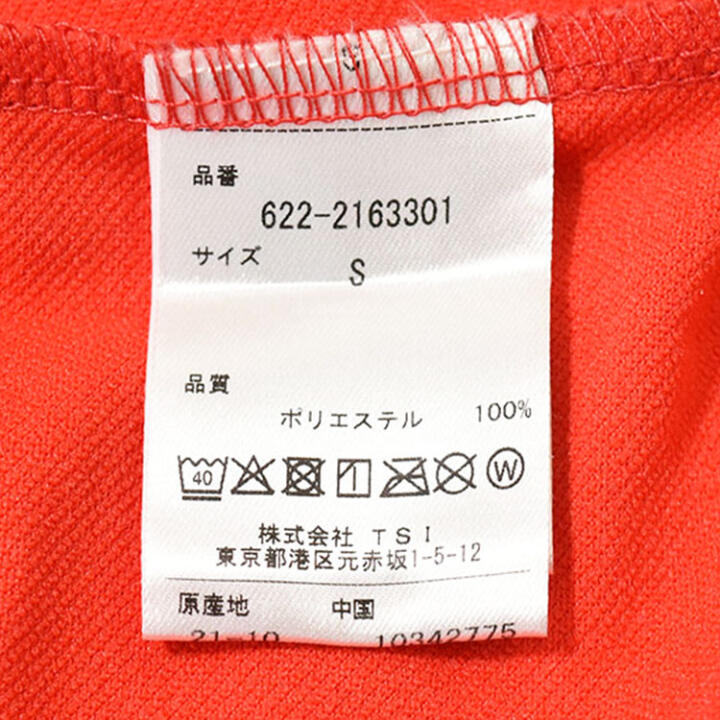 S
品番
622-2163301
サイズ
S
品質
ポリエステル 100%
40 W
株式会社 TSI
東京都港区元赤坂1-5-12
原産地 中国
21-10 10342775